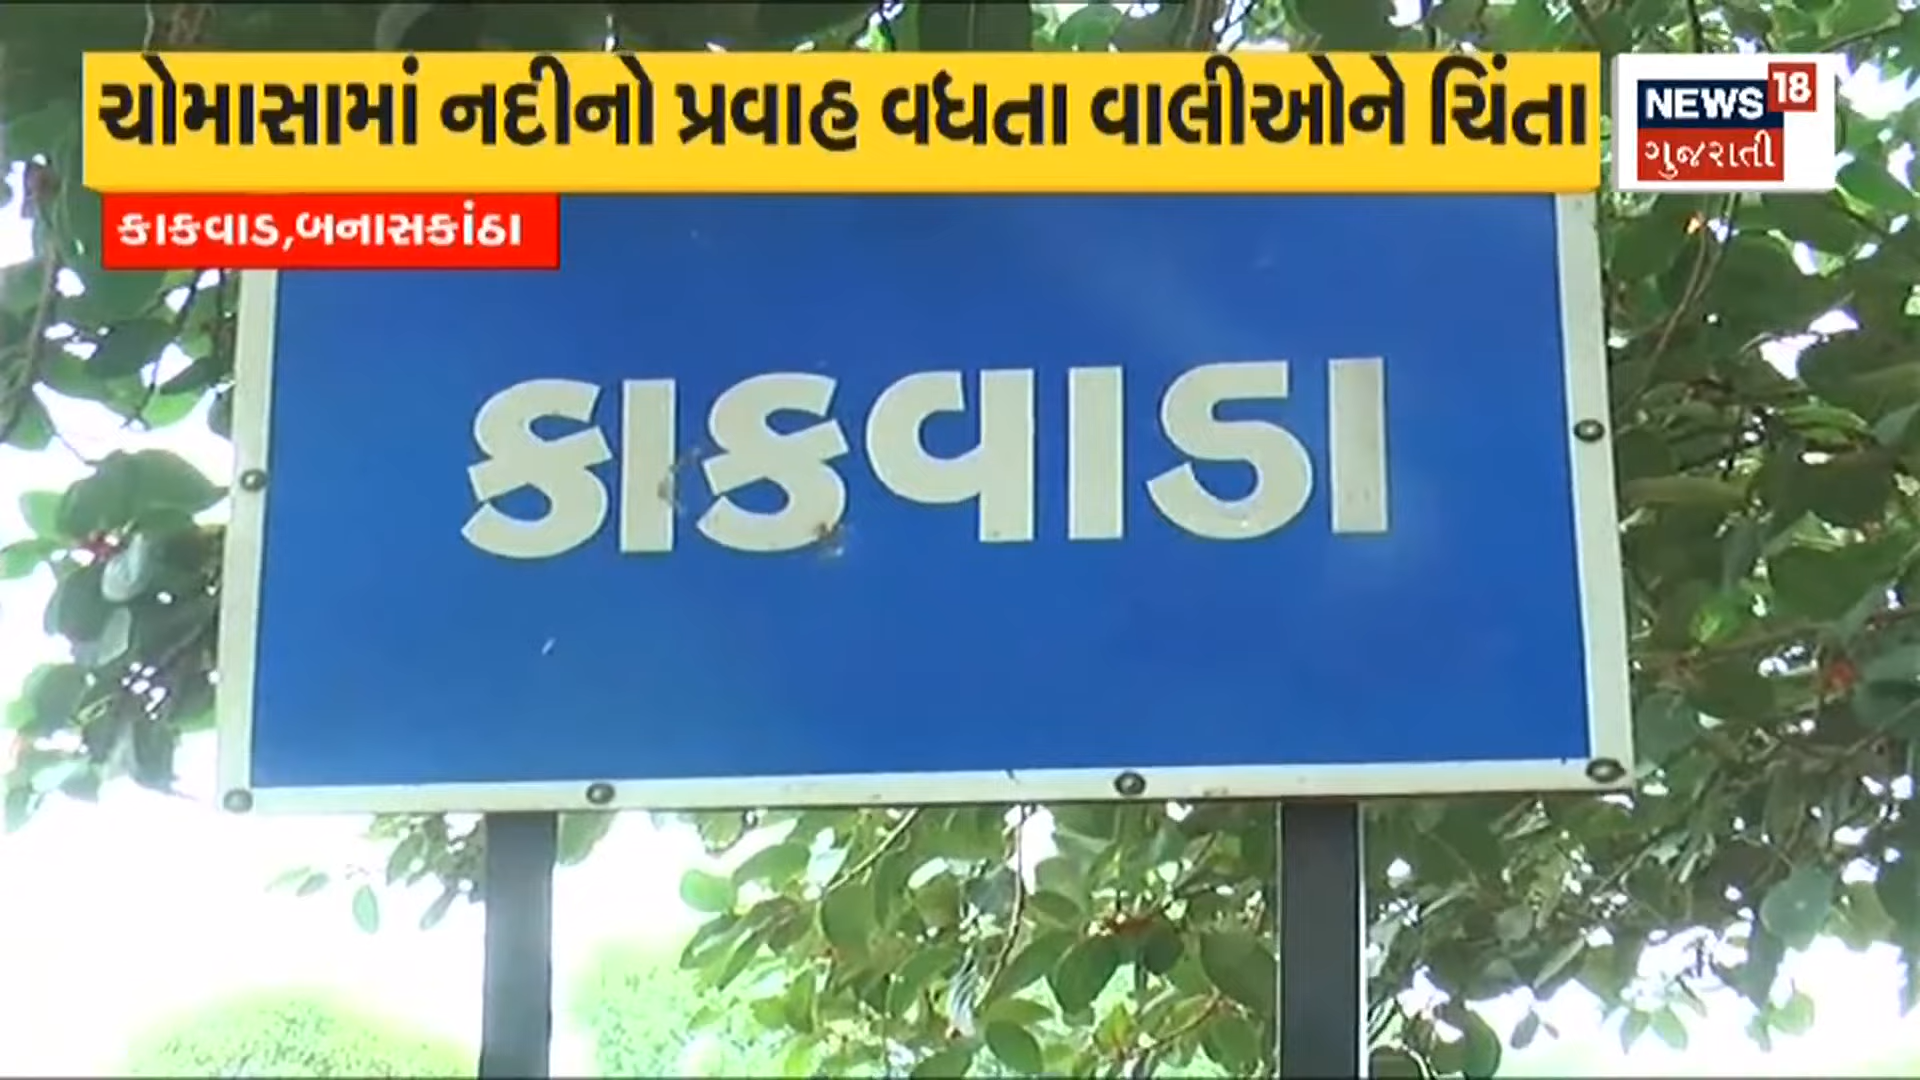 ચોમાસામાં નદીનો પ્રવાહ વધતા વાલીઓને ચિંતા
NEWS 18
ગુજરાતી
કાકવાડ,બનાસકાંઠા
કાકવાડા